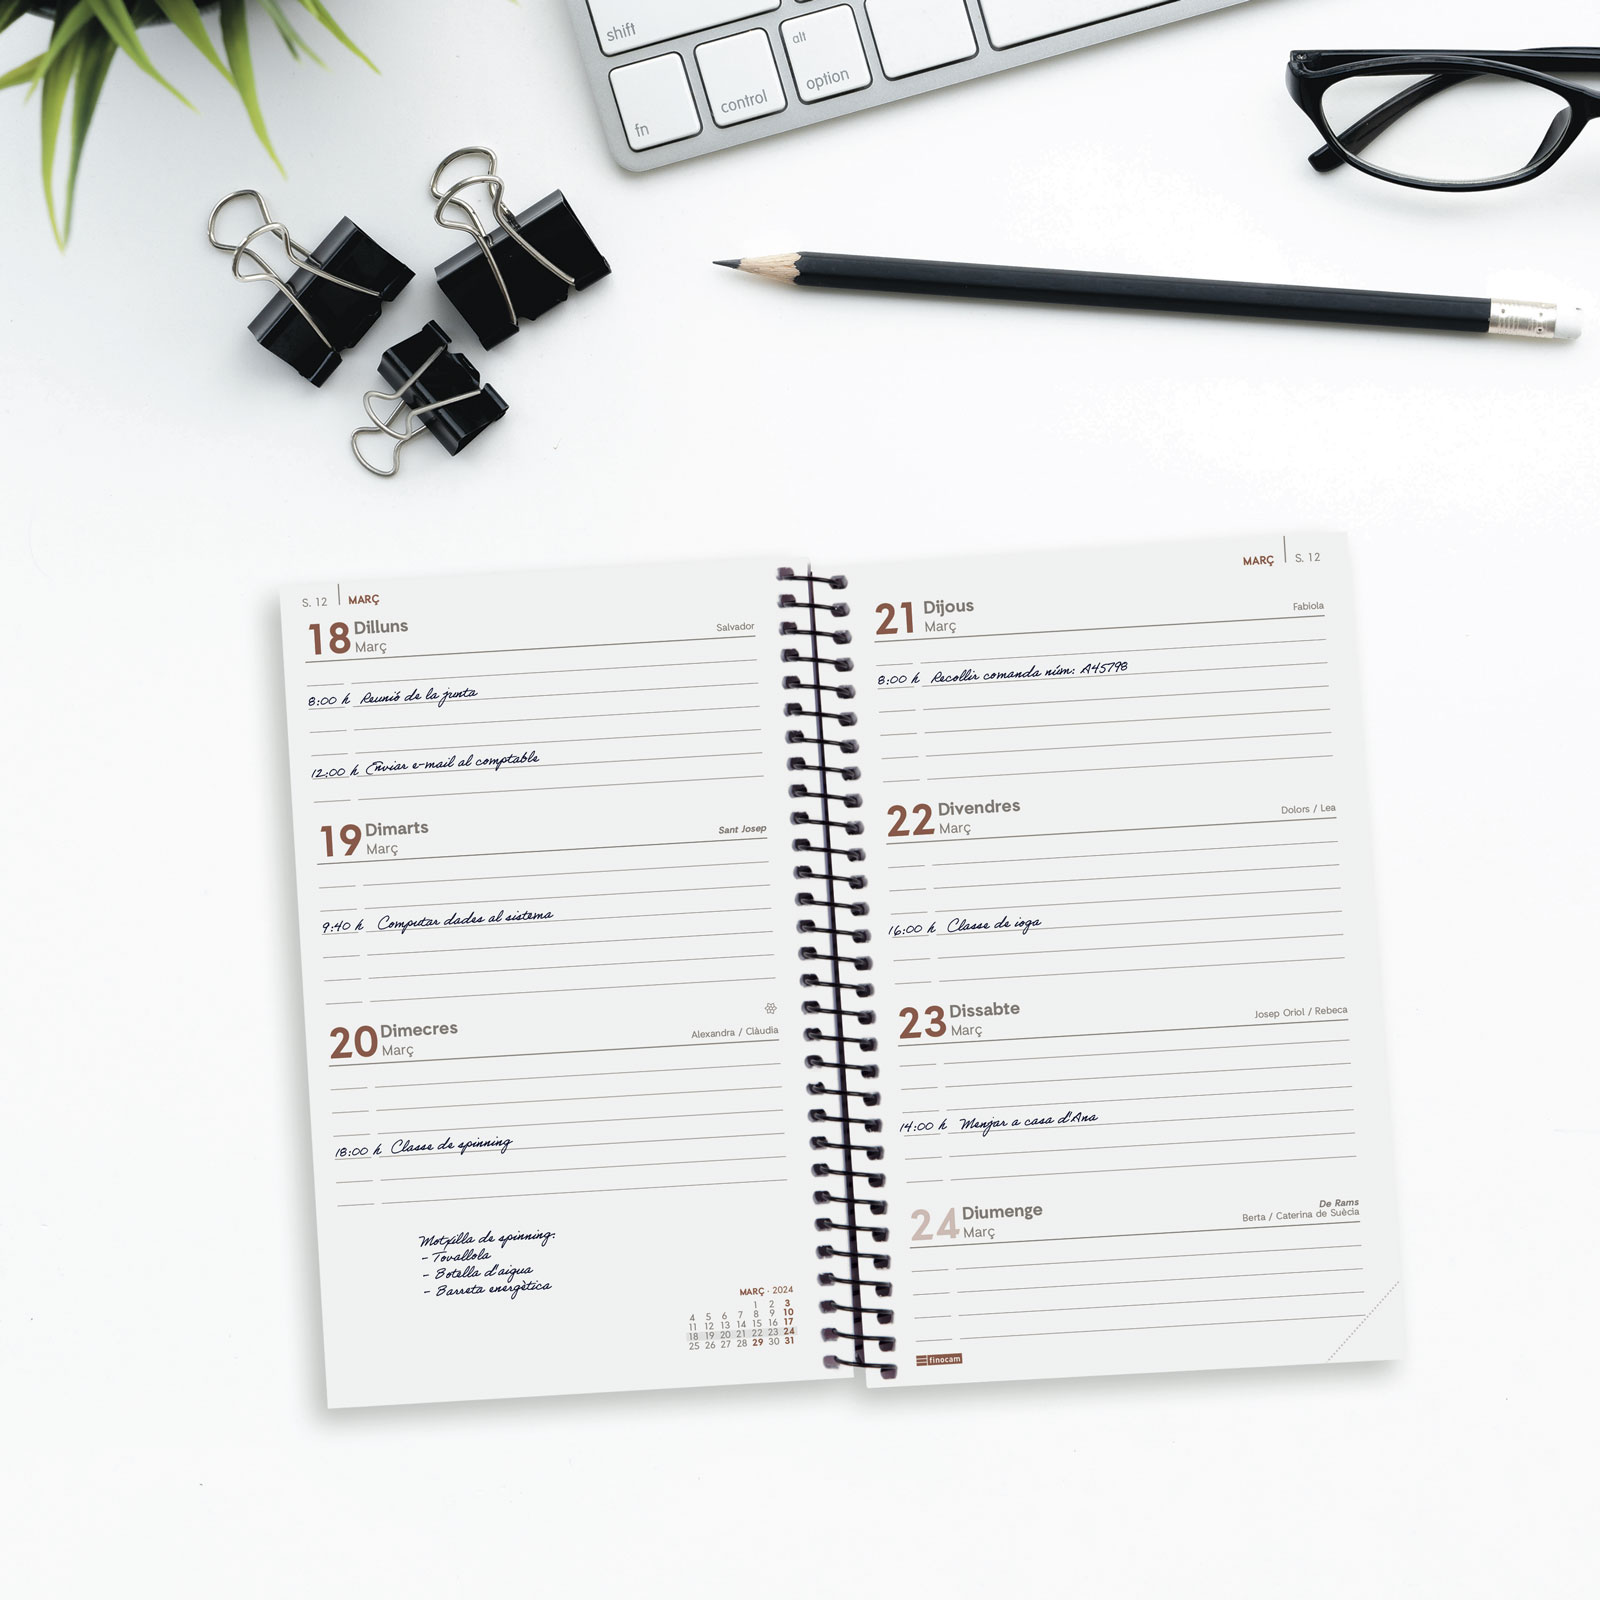 shift
alt
option
control
fn
S. 12 MARÇ
18 Dilluns
Març
Salvador
8:00 h Reunió de la junta
12:00 h Enviar e-mail al comptable
19 Dimarts
Març
Sant Josep
9:40 h Computar dades al sistema
20 Dimecres
Març
Alexandra / Clàudia
18:00 h Classe de spinning
Motxilla de spinning:
- Tovallola
- Botella d'aigua
- Barreta energètica
MARÇ · 2024
1 2 3
4 5 6 7 8 9 10
11 12 13 14 15 16 17
18 19 20 21 22 23 24
25 26 27 28 29 30 31
MARÇ S. 12
21 Dijous
Març
Fabiola
8:00 h Recollir comanda núm: A45798
22 Divendres
Març
Dolors / Lea
16:00 h Classe de ioga
23 Dissabte
Març
Josep Oriol / Rebeca
14:00 h Menjar a casa d'Ana
24 Diumenge
Març
De Rams
Berta / Caterina de Suècia
finocam